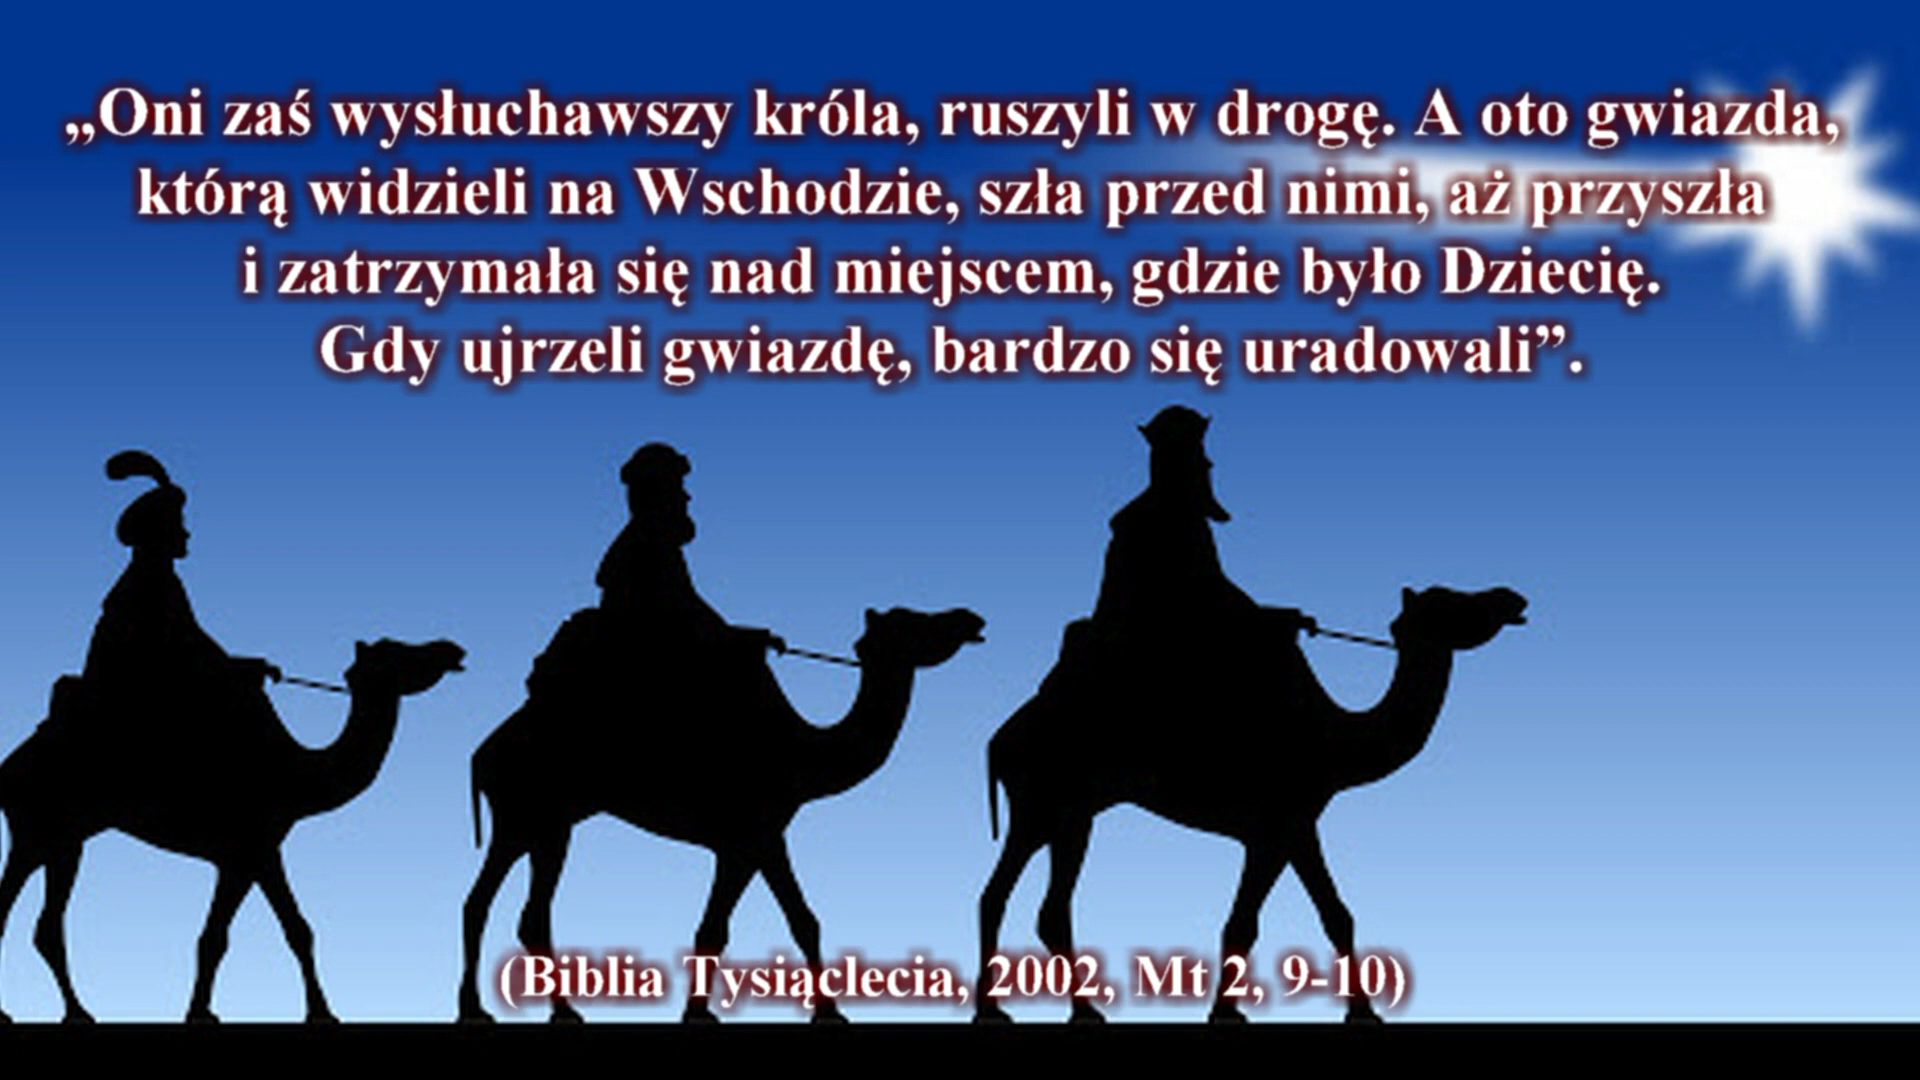 „Oni zaś wysłuchawszy króla, ruszyli w drogę. A oto gwiazda,
którą widzieli na Wschodzie, szła przed nimi, aż przyszła
i zatrzymała się nad miejscem, gdzie było Dziecię.
Gdy ujrzeli gwiazdę, bardzo się uradowali”.
(Biblia Tysiąclecia, 2002, Mt 2, 9-10)